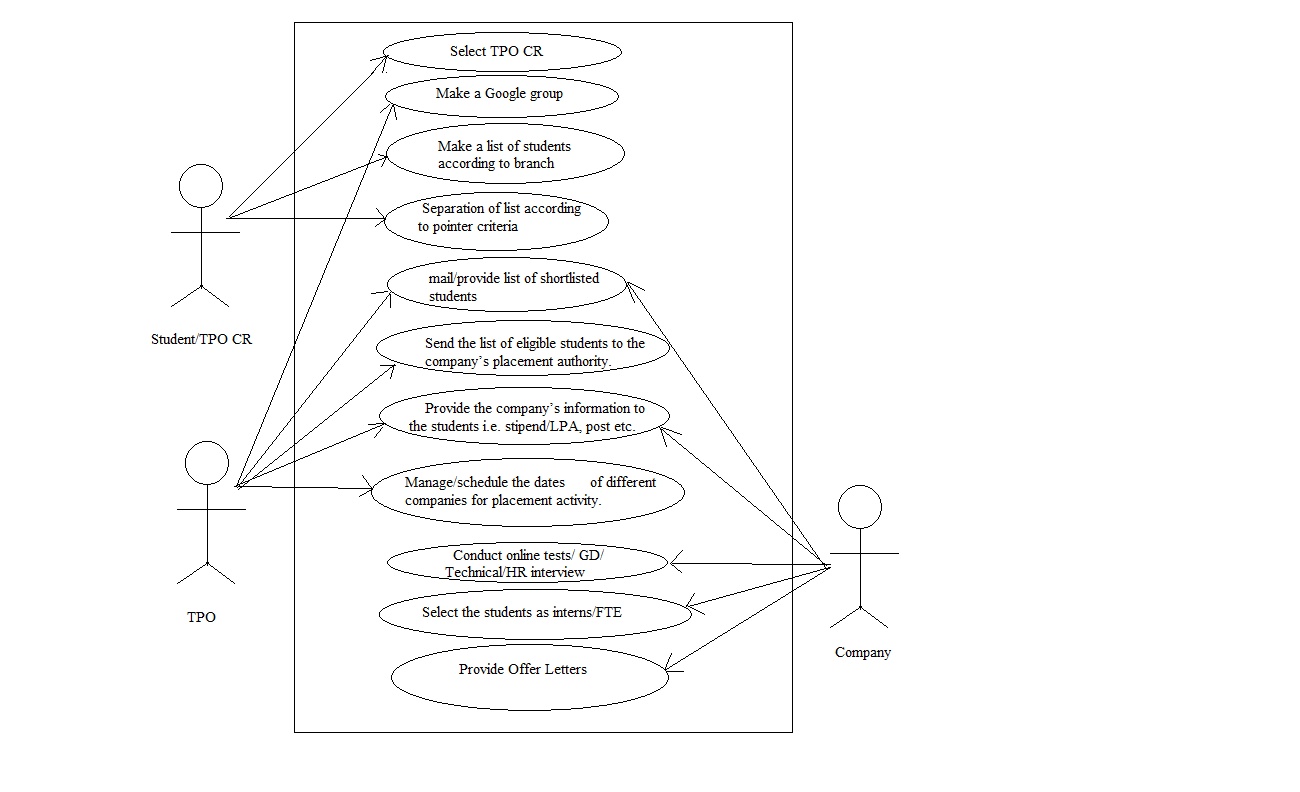 Select TPO CR
Make a Google group
Make a list of students
according to branch
Separation of list according
to pointer criteria
mail/provide list of shortlisted
students
Student/TPO CR
Send the list of eligible students to the
company’s placement authority.
Provide the company’s information to
the students i.e. stipend/LPA, post etc.
Manage/schedule the dates of different
companies for placement activity.
Conduct online tests/ GD/
Technical/HR interview
Select the students as interns/FTE
TPO
Company
Provide Offer Letters